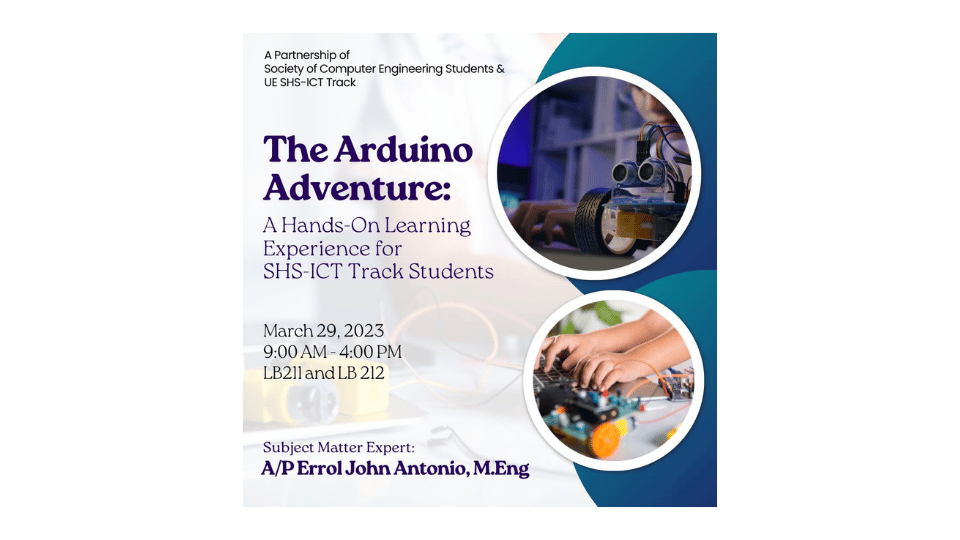 A Partnership of
Society of Computer Engineering Students &
UE SHS-ICT Track
The Arduino
Adventure:
A Hands-On Learning
Experience for
SHS-ICT Track Students
March 29, 2023
9:00 AM - 4:00 PM
LB211 and LB 212
Subject Matter Expert:
A/P Errol John Antonio, M.Eng